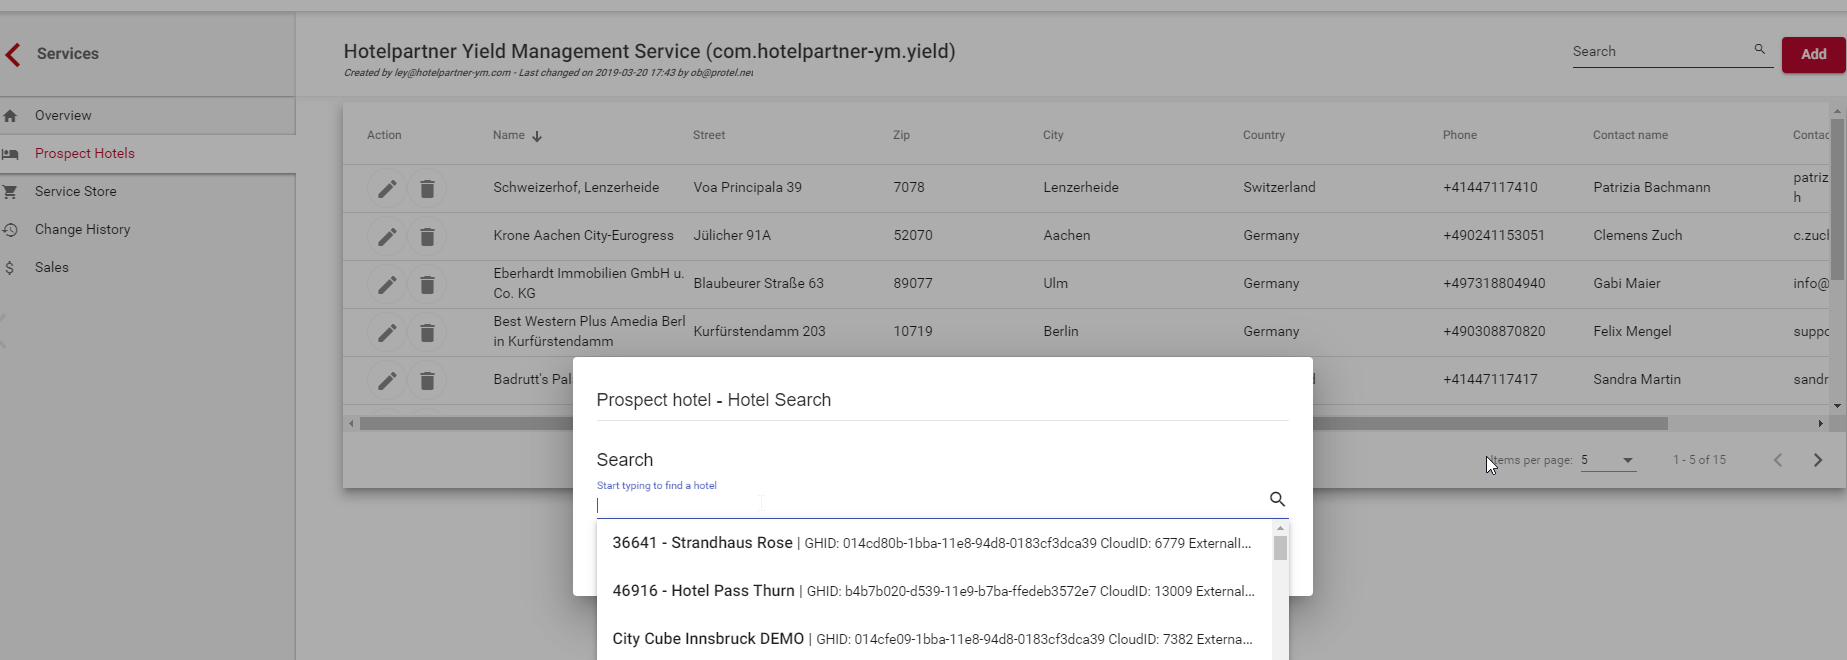 Services
Hotelpartner Yield Management Service (com.hotelpartner-ym.yield)
Created by ley@hotelpartner-ym.com - Last changed on 2019-03-20 17:43 by ob@protel.net
Search
Add
Overview
Prospect Hotels
Service Store
Change History
Sales
Action Name Street Zip City Country Phone Contact name Contac
Schweizerhof, Lenzerheide Voa Principala 39 7078 Lenzerheide Switzerland +41447117410 Patrizia Bachmann patriz
h
Krone Aachen City-Eurogress Jülicher 91A 52070 Aachen Germany +490241153051 Clemens Zuch c.zucl
Eberhardt Immobilien GmbH u.
Co. KG Blaubeurer Straße 63 89077 Ulm Germany +497318804940 Gabi Maier info@
Best Western Plus Amedia Berl
in Kurfürstendamm Kurfürstendamm 203 10719 Berlin Germany +490308870820 Felix Mengel suppo
Badrutt's Pal +41447117417 Sandra Martin sandr
Items per page: 5 1 - 5 of 15
Prospect hotel - Hotel Search
Search
Start typing to find a hotel
36641 - Strandhaus Rose | GHID: 014cd80b-1bba-11e8-94d8-0183cf3dca39 CloudID: 6779 ExternalI...
46916 - Hotel Pass Thurn | GHID: b4b7b020-d539-11e9-b7ba-ffedeb3572e7 CloudID: 13009 External...
City Cube Innsbruck DEMO | GHID: 014cfe09-1bba-11e8-94d8-0183cf3dca39 CloudID: 7382 Externa...